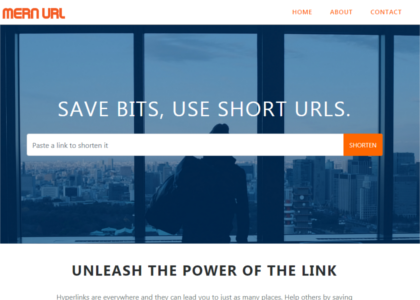 MERN URL
HOME ABOUT CONTACT
SAVE BITS, USE SHORT URLS.
Paste a link to shorten it
SHORTEN
UNLEASH THE POWER OF THE LINK
Hyperlinks are everywhere and they can lead you to just as many places. Help others by saving